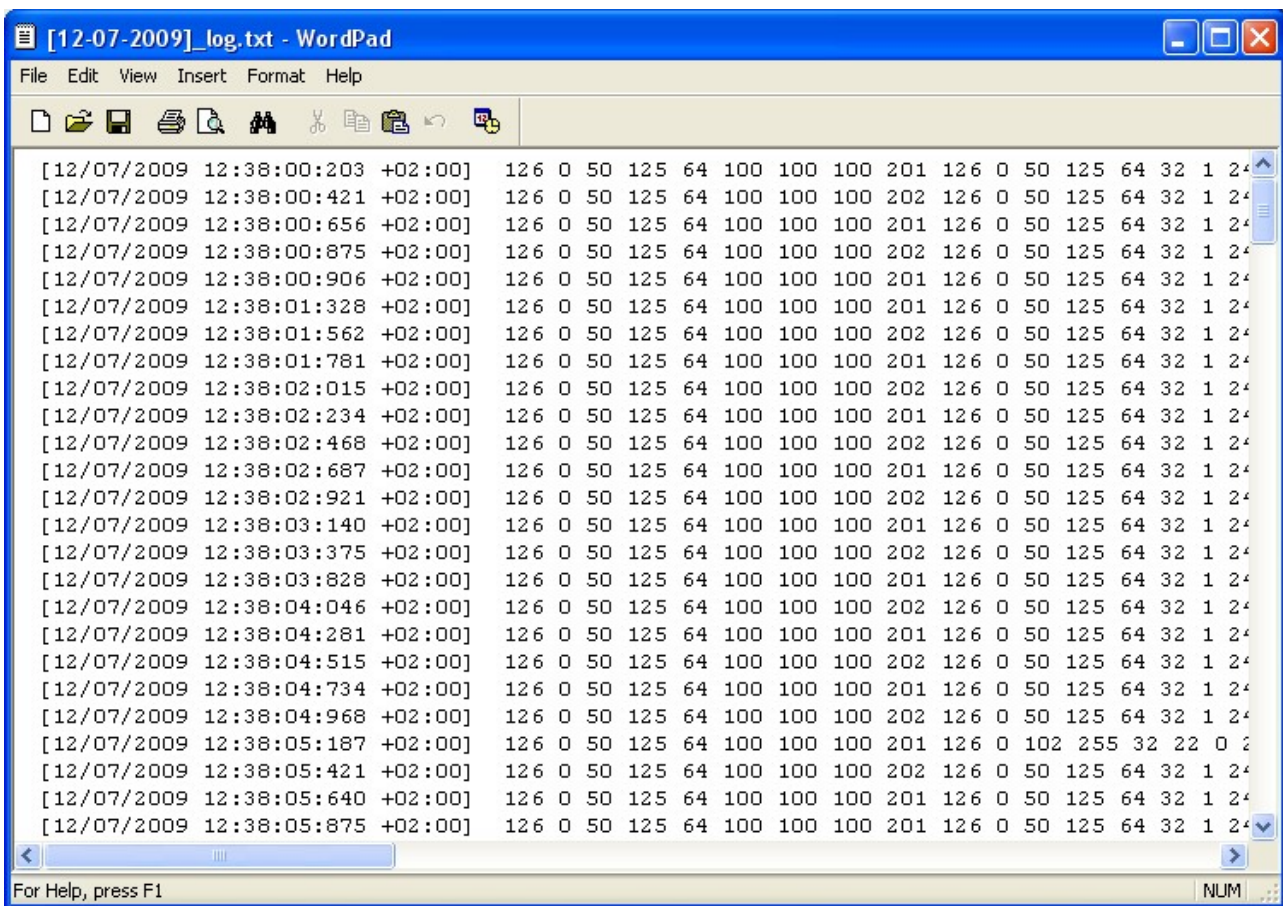 [12-07-2009]_log.txt - WordPad
File Edit View Insert Format Help
[12/07/2009 12:38:00:203 +02:00] 126 0 50 125 64 100 100 100 201 126 0 50 125 64 32 1
[12/07/2009 12:38:00:421 +02:00] 126 0 50 125 64 100 100 100 202 126 0 50 125 64 32 1
[12/07/2009 12:38:00:656 +02:00] 126 0 50 125 64 100 100 100 201 126 0 50 125 64 32 1
[12/07/2009 12:38:00:875 +02:00] 126 0 50 125 64 100 100 100 202 126 0 50 125 64 32 1
[12/07/2009 12:38:00:906 +02:00] 126 0 50 125 64 100 100 100 201 126 0 50 125 64 32 1
[12/07/2009 12:38:01:328 +02:00] 126 0 50 125 64 100 100 100 201 126 0 50 125 64 32 1
[12/07/2009 12:38:01:562 +02:00] 126 0 50 125 64 100 100 100 202 126 0 50 125 64 32 1
[12/07/2009 12:38:01:781 +02:00] 126 0 50 125 64 100 100 100 201 126 0 50 125 64 32 1
[12/07/2009 12:38:02:015 +02:00] 126 0 50 125 64 100 100 100 202 126 0 50 125 64 32 1
[12/07/2009 12:38:02:234 +02:00] 126 0 50 125 64 100 100 100 201 126 0 50 125 64 32 1
[12/07/2009 12:38:02:468 +02:00] 126 0 50 125 64 100 100 100 202 126 0 50 125 64 32 1
[12/07/2009 12:38:02:687 +02:00] 126 0 50 125 64 100 100 100 201 126 0 50 125 64 32 1
[12/07/2009 12:38:02:921 +02:00] 126 0 50 125 64 100 100 100 202 126 0 50 125 64 32 1
[12/07/2009 12:38:03:140 +02:00] 126 0 50 125 64 100 100 100 201 126 0 50 125 64 32 1
[12/07/2009 12:38:03:375 +02:00] 126 0 50 125 64 100 100 100 202 126 0 50 125 64 32 1
[12/07/2009 12:38:03:828 +02:00] 126 0 50 125 64 100 100 100 201 126 0 50 125 64 32 1
[12/07/2009 12:38:04:046 +02:00] 126 0 50 125 64 100 100 100 202 126 0 50 125 64 32 1
[12/07/2009 12:38:04:281 +02:00] 126 0 50 125 64 100 100 100 201 126 0 50 125 64 32 1
[12/07/2009 12:38:04:515 +02:00] 126 0 50 125 64 100 100 100 202 126 0 50 125 64 32 1
[12/07/2009 12:38:04:734 +02:00] 126 0 50 125 64 100 100 100 201 126 0 50 125 64 32 1
[12/07/2009 12:38:04:968 +02:00] 126 0 50 125 64 100 100 100 202 126 0 50 125 64 32 1
[12/07/2009 12:38:05:187 +02:00] 126 0 50 125 64 100 100 100 201 126 0 102 255 32 22 0
[12/07/2009 12:38:05:421 +02:00] 126 0 50 125 64 100 100 100 202 126 0 50 125 64 32 1
[12/07/2009 12:38:05:640 +02:00] 126 0 50 125 64 100 100 100 201 126 0 50 125 64 32 1
[12/07/2009 12:38:05:875 +02:00] 126 0 50 125 64 100 100 100 201 126 0 50 125 64 32 1
For Help, press F1
NUM